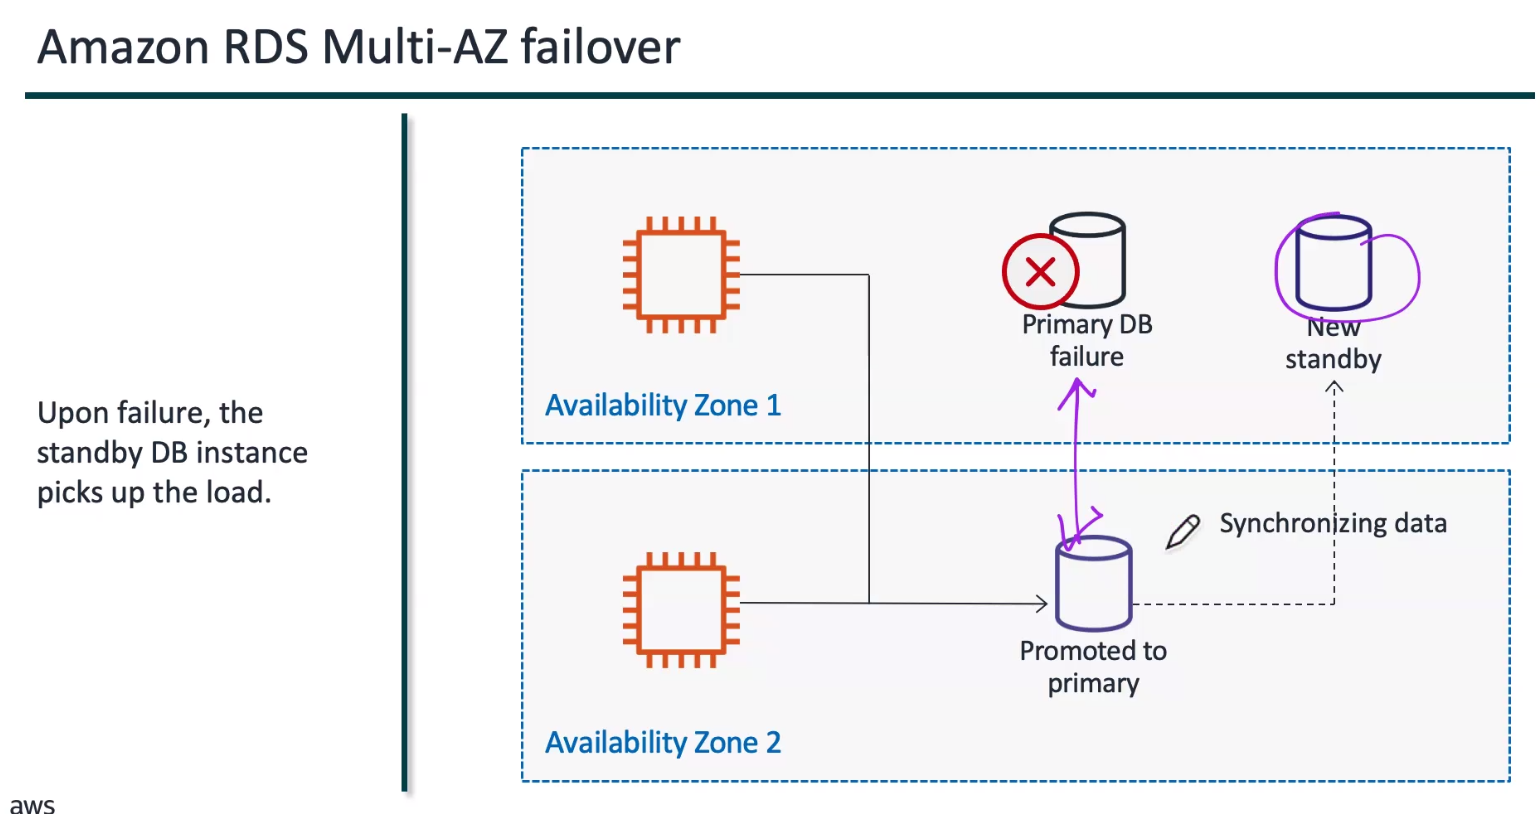 Amazon RDS Multi-AZ failover
Upon failure, the
standby DB instance
picks up the load.
Primary DB
failure
New
standby
Availability Zone 1
Synchronizing data
Promoted to
primary
Availability Zone 2
aws